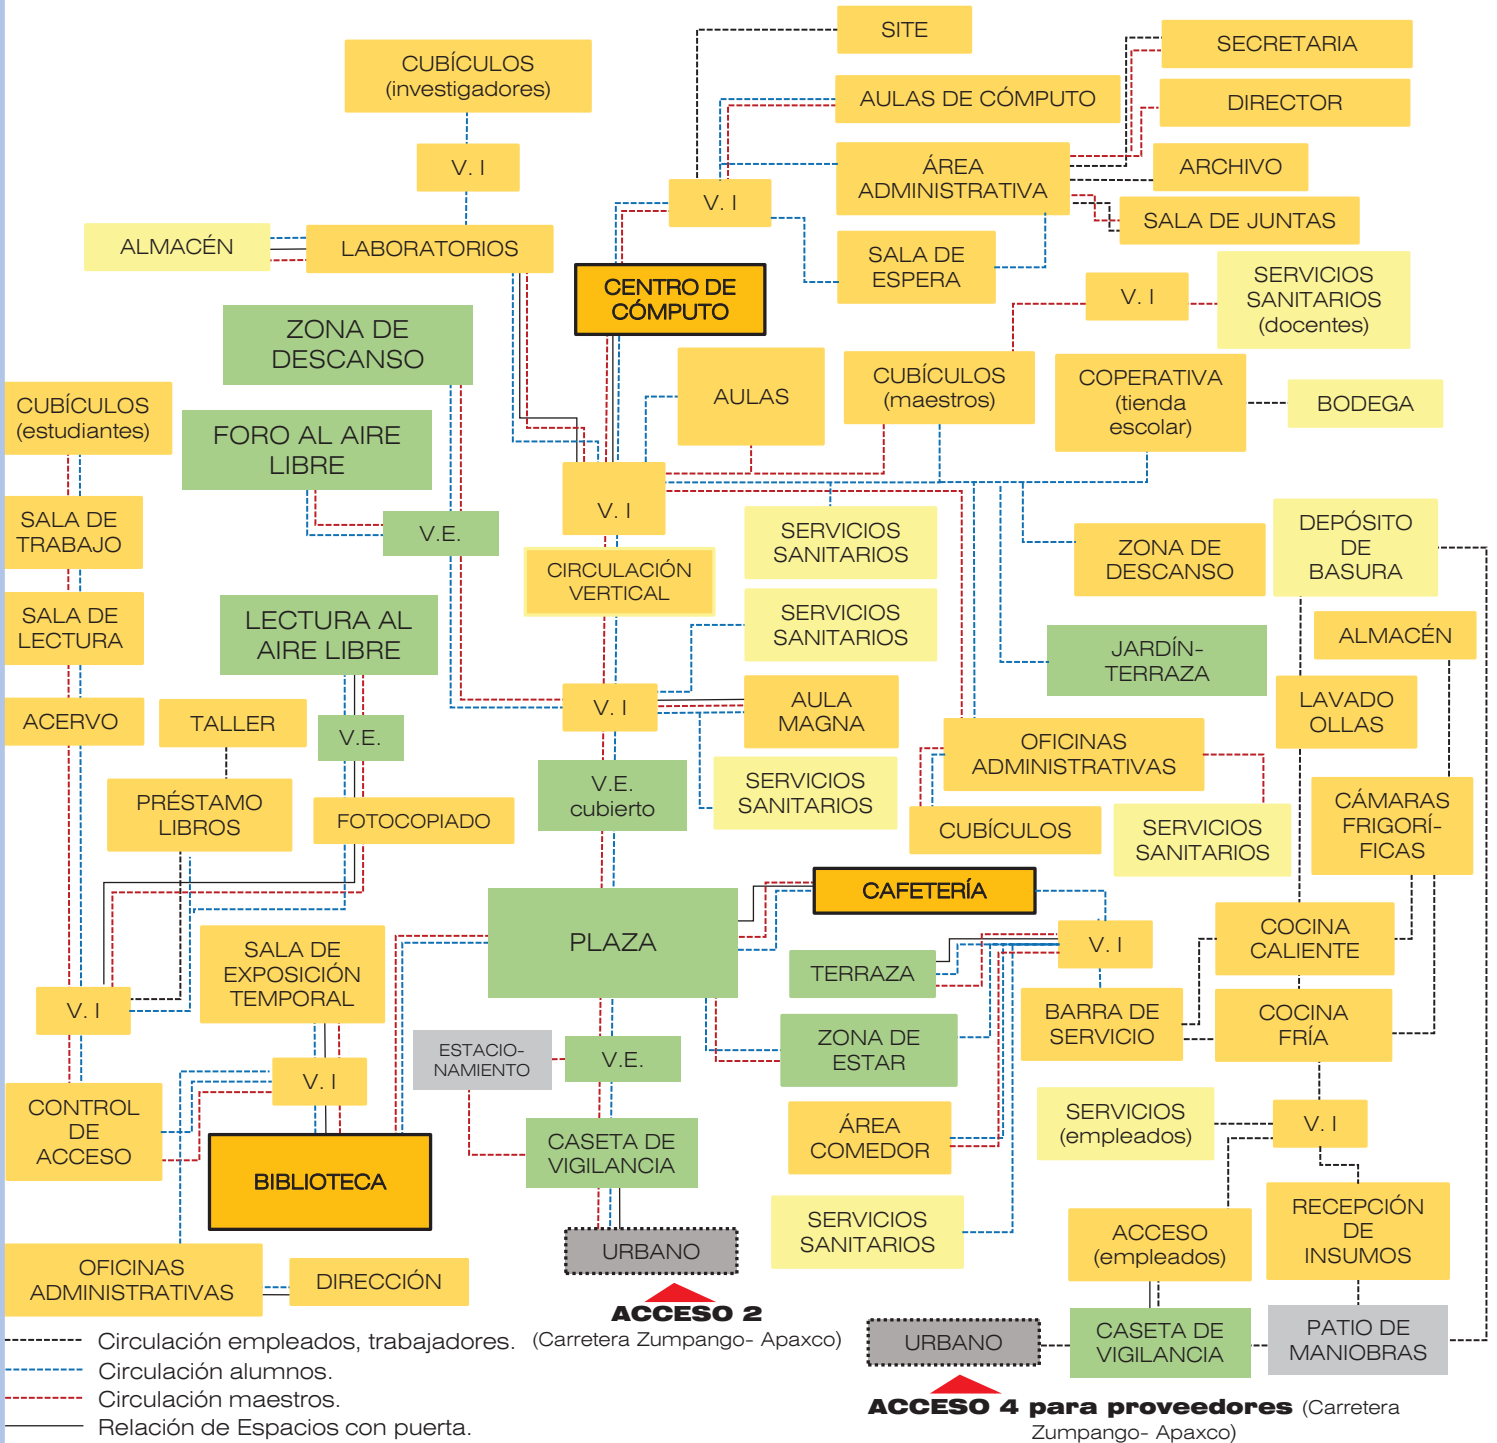 SITE
SECRETARIA
CUBÍCULOS
(investigadores)
AULAS DE CÓMPUTO
DIRECTOR
V. I
ÁREA
ADMINISTRATIVA
ARCHIVO
V. I
SALA DE JUNTAS
ALMACÉN
LABORATORIOS
SALA DE
ESPERA
CENTRO DE
CÓMPUTO
V. I
SERVICIOS
SANITARIOS
(docentes)
ZONA DE
DESCANSO
AULAS
CUBÍCULOS
(maestros)
COPERATIVA
(tienda
escolar)
BODEGA
CUBÍCULOS
(estudiantes)
FORO AL AIRE
LIBRE
V. I
SALA DE
TRABAJO
V.E.
SERVICIOS
SANITARIOS
ZONA DE
DESCANSO
DEPÓSITO
DE
BASURA
CIRCULACIÓN
VERTICAL
SALA DE
LECTURA
LECTURA AL
AIRE LIBRE
SERVICIOS
SANITARIOS
JARDÍN-
TERRAZA
ALMACÉN
ACERVO
TALLER
V.E.
V. I
AULA
MAGNA
LAVADO
OLLAS
OFICINAS
ADMINISTRATIVAS
PRÉSTAMO
LIBROS
FOTOCOPIADO
V.E.
cubierto
SERVICIOS
SANITARIOS
CUBÍCULOS
SERVICIOS
SANITARIOS
CÁMARAS
FRIGORÍ-
FICAS
CAFETERÍA
PLAZA
SALA DE
EXPOSICIÓN
TEMPORAL
V. I
COCINA
CALIENTE
TERRAZA
V. I
BARRA DE
SERVICIO
COCINA
FRÍA
ESTACIO-
NAMIENTO
V.E.
ZONA DE
ESTAR
V. I
CONTROL
DE
ACCESO
CASETA DE
VIGILANCIA
ÁREA
COMEDOR
SERVICIOS
(empleados)
V. I
BIBLIOTECA
SERVICIOS
SANITARIOS
ACCESO
(empleados)
RECEPCIÓN
DE
INSUMOS
URBANO
OFICINAS
ADMINISTRATIVAS
DIRECCIÓN
ACCESO 2
(Carretera Zumpango- Apaxco)
URBANO
CASETA DE
VIGILANCIA
PATIO DE
MANIOBRAS
ACCESO 4 para proveedores (Carretera
Zumpango- Apaxco)
Circulación empleados, trabajadores.
Circulación alumnos.
Circulación maestros.
Relación de Espacios con puerta.